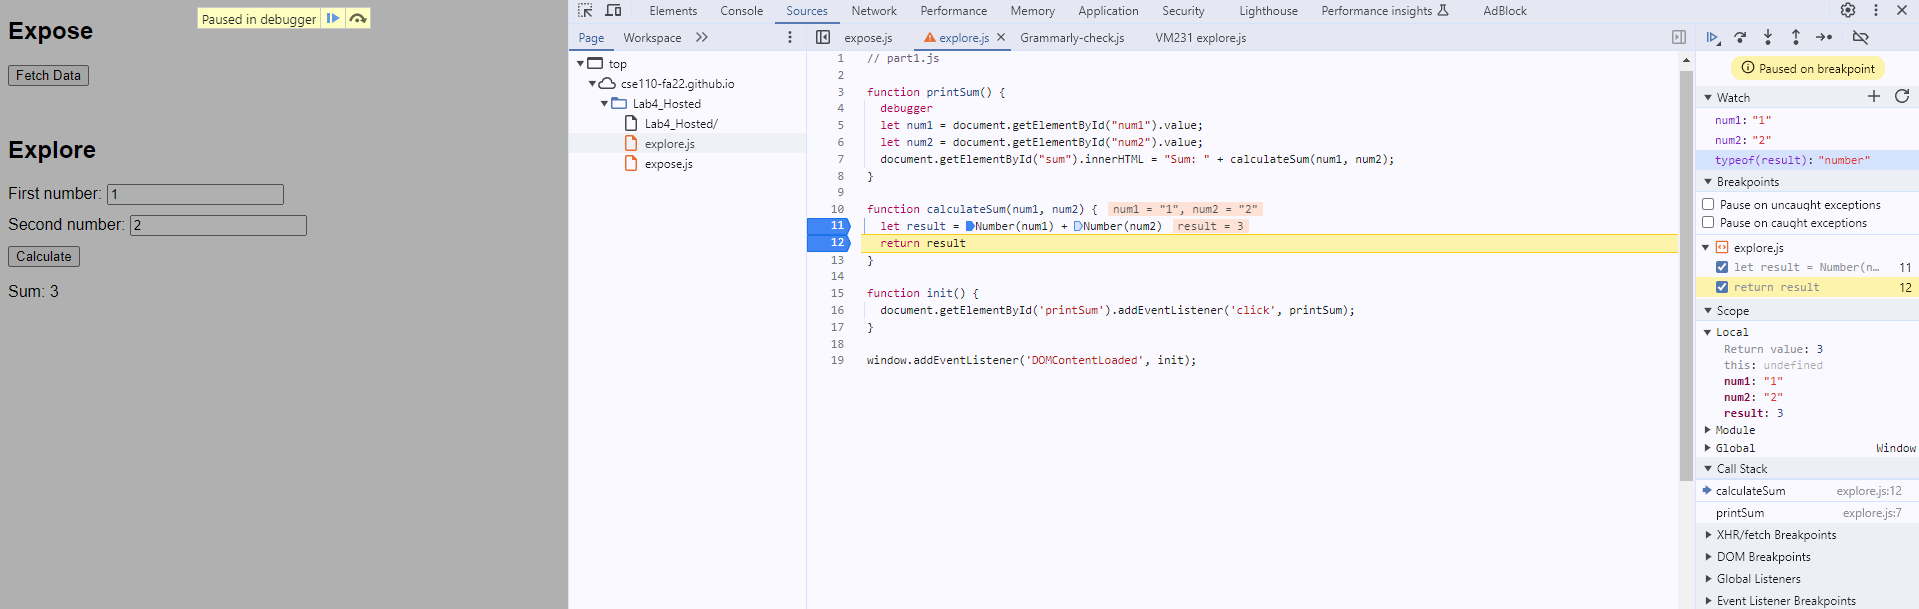 Paused in debugger
Expose
Fetch Data
Explore
First number: 1
Second number: 2
Calculate
Sum: 3
Elements Console Sources Network Performance Memory Application Security Lighthouse Performance insights AdBlock
Page Workspace
top
cse110-fa22.github.io
Lab4_Hosted
Lab4_Hosted/
explore.js
expose.js
expose.js explore.js Grammarly-check.js VM231 explore.js
1 // part1.js
2
3 function printSum() {
4 debugger
5 let num1 = document.getElementById("num1").value;
6 let num2 = document.getElementById("num2").value;
7 document.getElementById("sum").innerHTML = "Sum: " + calculateSum(num1, num2);
8 }
9
10 function calculateSum(num1, num2) { num1 = "1", num2 = "2"
11 let result = Number(num1) + Number(num2) result = 3
12 return result
13 }
14
15 function init() {
16 document.getElementById('printSum').addEventListener('click', printSum);
17 }
18
19 window.addEventListener('DOMContentLoaded', init);
Paused on breakpoint
Watch
num1: "1"
num2: "2"
typeof(result): "number"
Breakpoints
Pause on uncaught exceptions
Pause on caught exceptions
explore.js
let result = Number(n… 11
return result 12
Scope
Local
Return value: 3
this: undefined
num1: "1"
num2: "2"
result: 3
Module
Global Window
Call Stack
calculateSum explore.js:12
printSum explore.js:7
XHR/fetch Breakpoints
DOM Breakpoints
Global Listeners
Event Listener Breakpoints